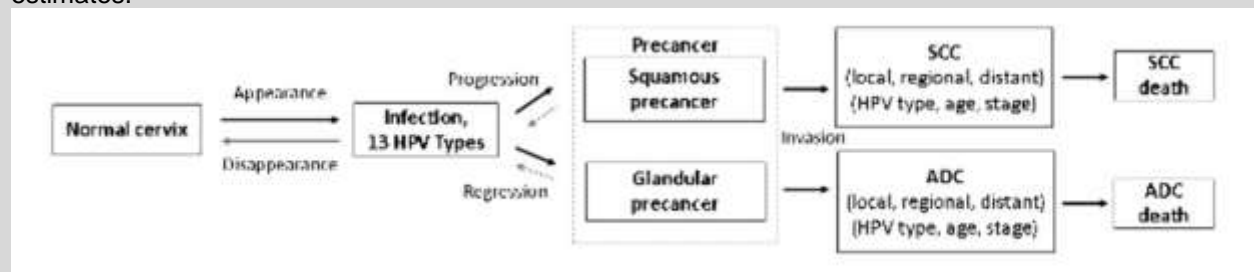 estimates.
Normal cervix
Appearance
Disappearance
Infection,
13 HPV Types
Progression
Regression
Precancer
Squamous
precancer
Glandular
precancer
Invasion
SCC
(local, regional, distant)
(HPV type, age, stage)
ADC
(local, regional, distant)
(HPV type, age, stage)
SCC
death
ADC
death